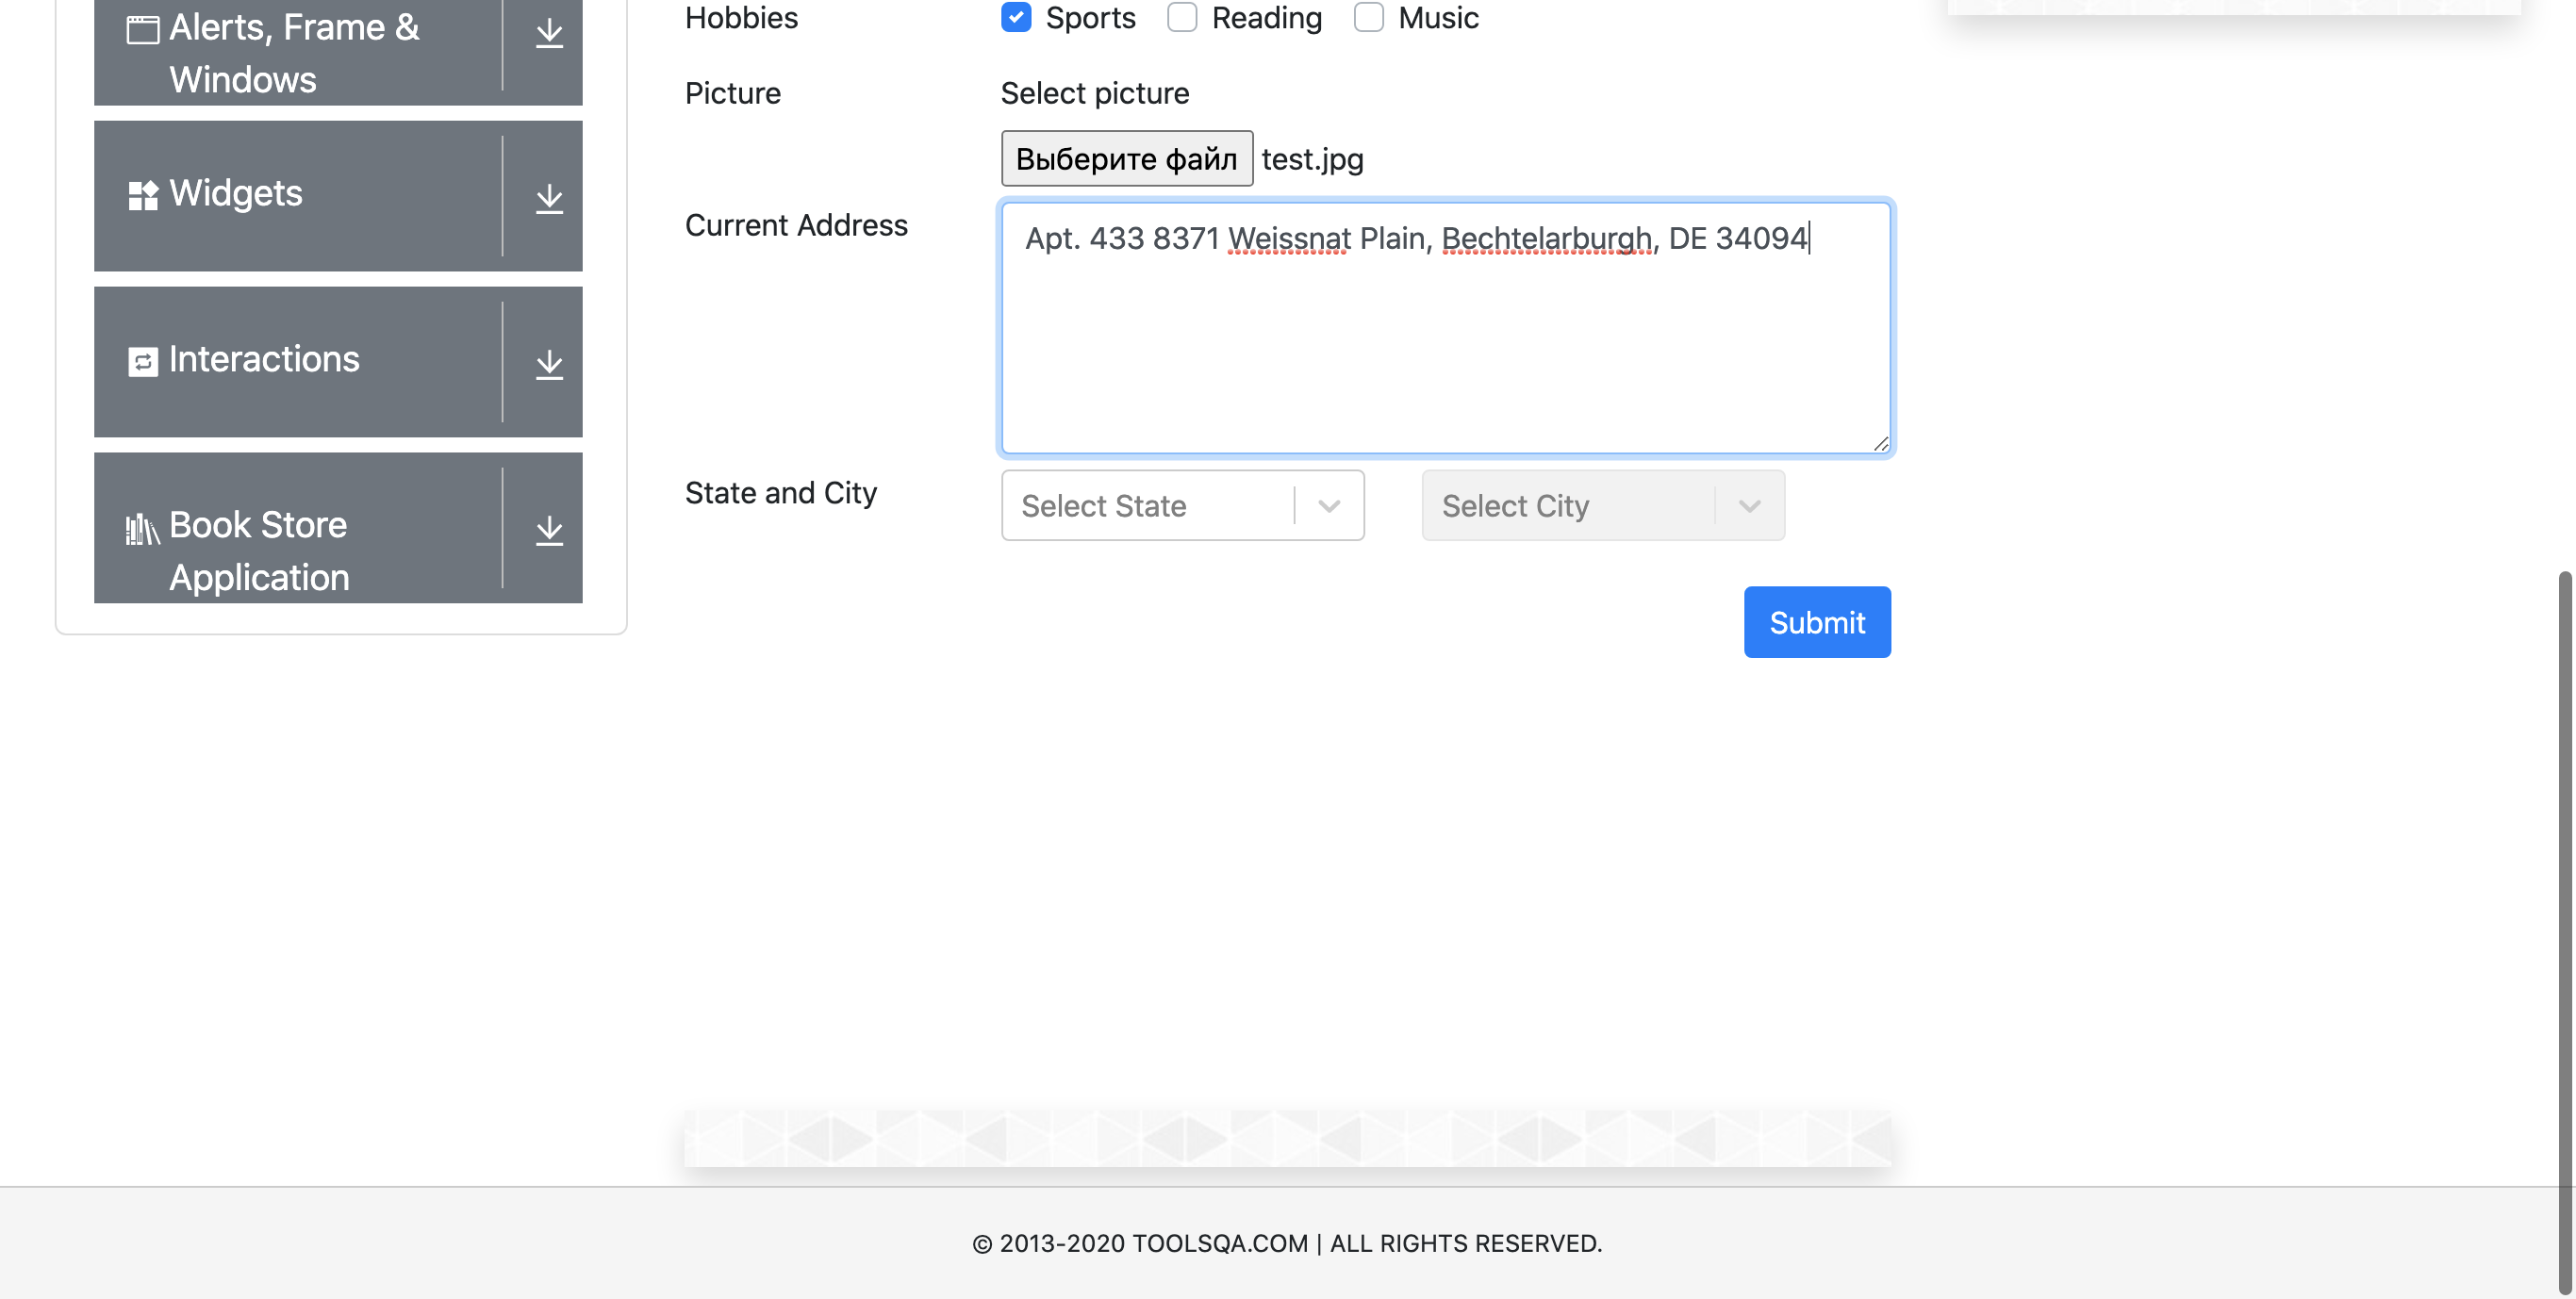 Alerts, Frame &
Windows
Widgets
Interactions
Book Store
Application
Hobbies
Sports
Reading
Music
Picture
Select picture
Выберите файл test.jpg
Current Address
Apt. 433 8371 Weissnat Plain, Bechtelarburgh, DE 34094
State and City
Select State
Select City
Submit
© 2013-2020 TOOLSQA.COM | ALL RIGHTS RESERVED.